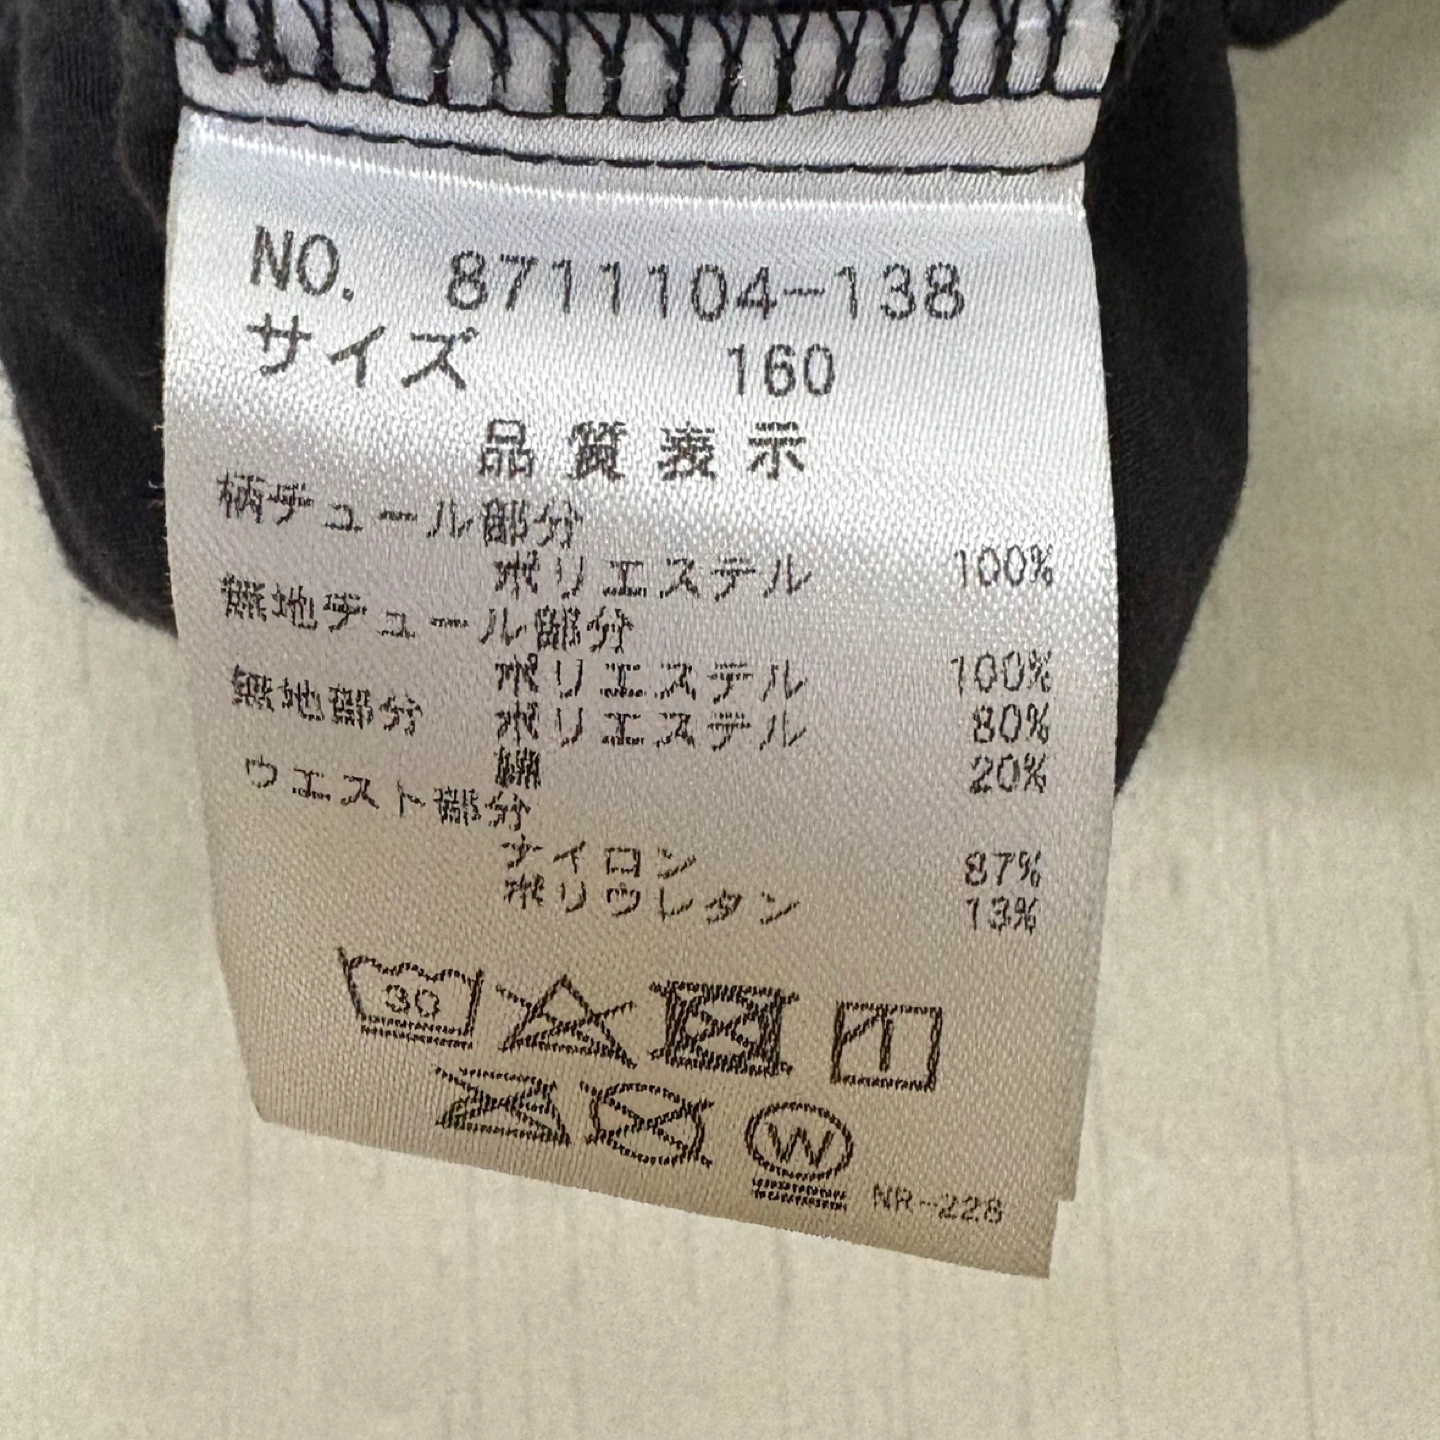 NO. 8711104-138
サイズ 160
品質表示
柄チュール部分
ポリエステル 100%
無地チュール部分
ポリエステル 100%
無地部分 ポリエステル 80%
綿 20%
ウエスト部分
ナイロン 87%
ポリウレタン 13%
30
W
NR-228